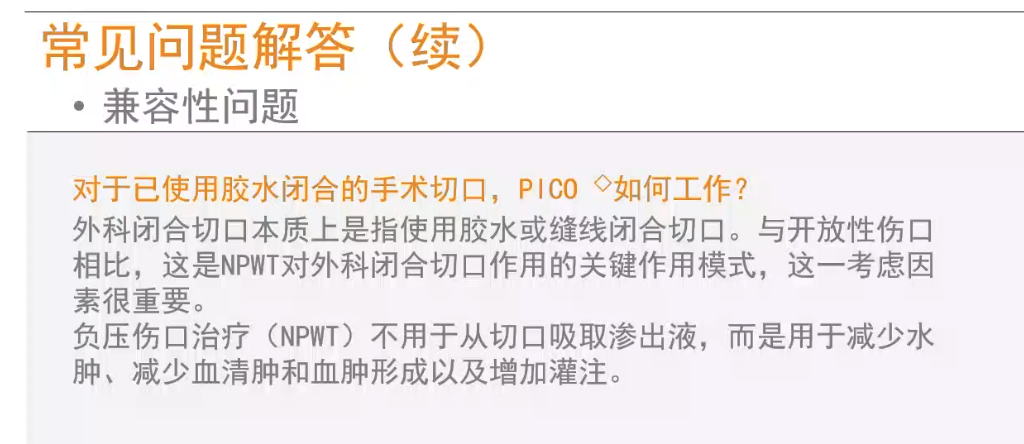 常见问题解答（续）
• 兼容性问题
对于已使用胶水闭合的手术切口，PICO ◇如何工作？
外科闭合切口本质上是指使用胶水或缝线闭合切口。与开放性伤口
相比，这是NPWT对外科闭合切口作用的关键作用模式，这一考虑因
素很重要。
负压伤口治疗（NPWT）不用于从切口吸取渗出液，而是用于减少水
肿、减少血清肿和血肿形成以及增加灌注。